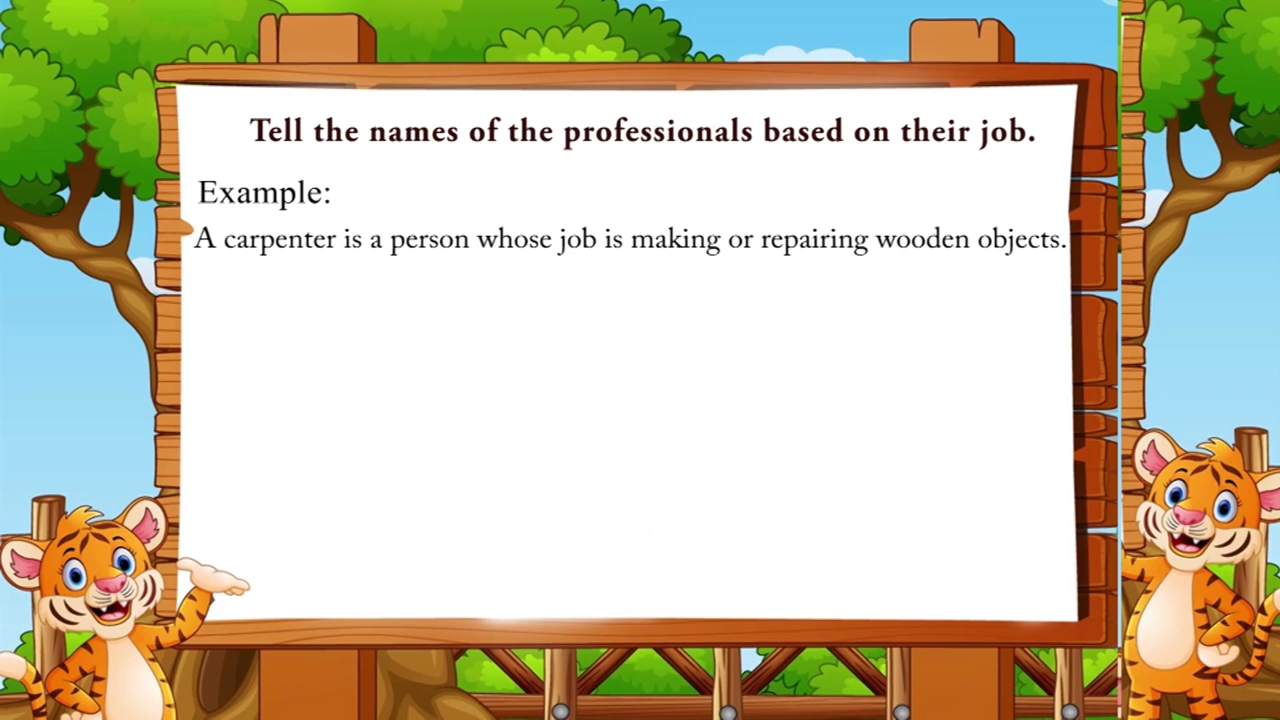 Tell the names of the professionals based on their job.
Example:
A carpenter is a person whose job is making or repairing wooden objects.